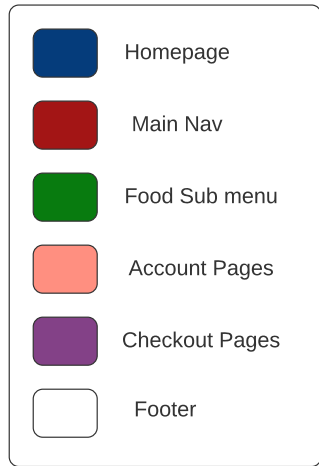 Homepage
Main Nav
Food Sub menu
Account Pages
Checkout Pages
Footer